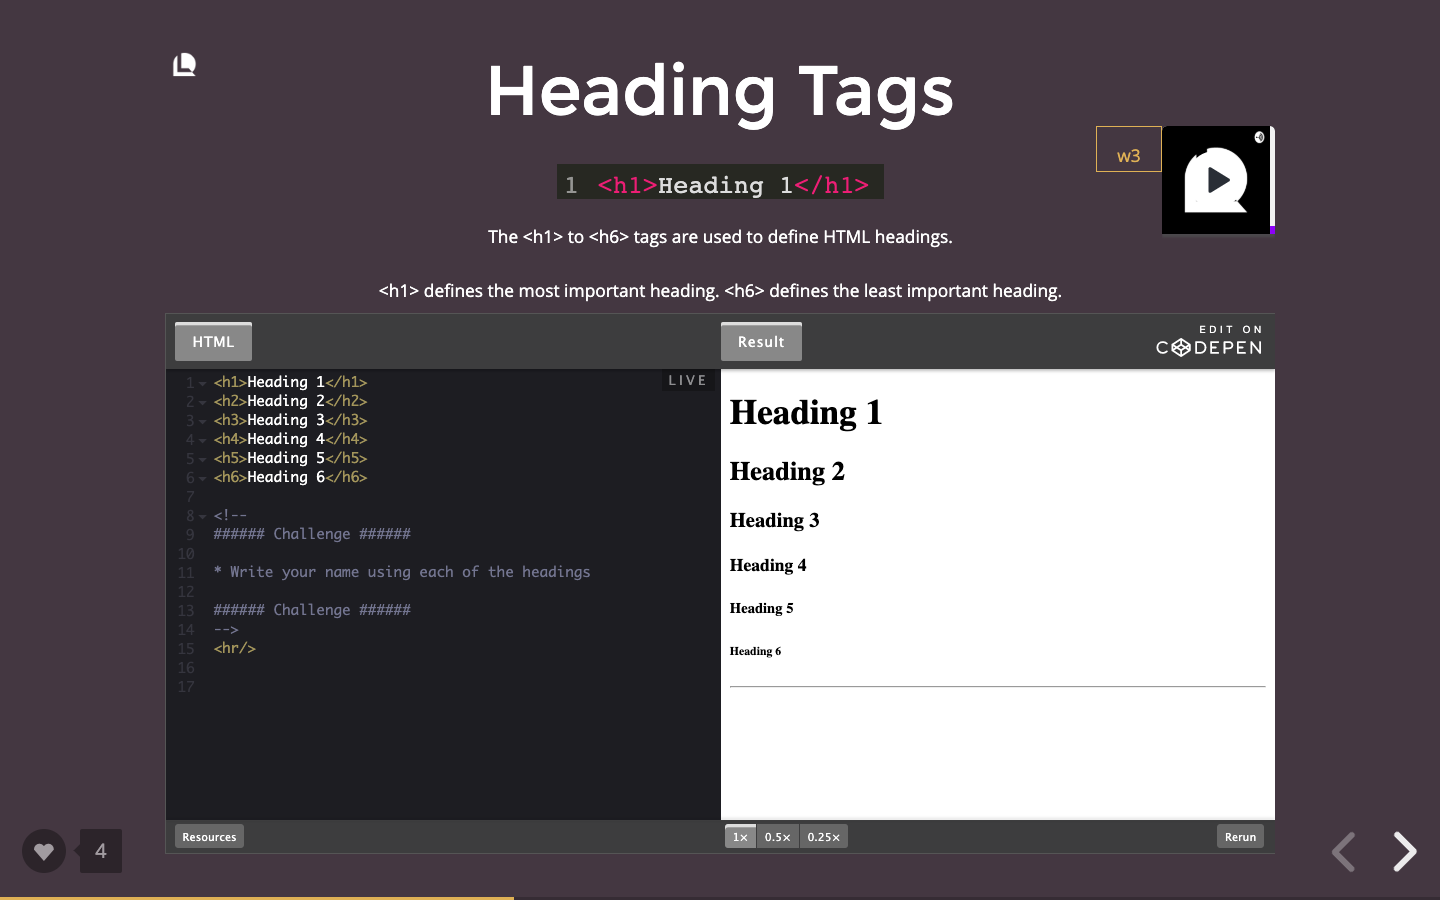 Heading Tags
w3
1 <h1>Heading 1</h1>
The <h1> to <h6> tags are used to define HTML headings.
<h1> defines the most important heading. <h6> defines the least important heading.
HTML
Result
EDIT ON
CODEPEN
LIVE
1 <h1>Heading 1</h1>
2 <h2>Heading 2</h2>
3 <h3>Heading 3</h3>
4 <h4>Heading 4</h4>
5 <h5>Heading 5</h5>
6 <h6>Heading 6</h6>
7
8 <!--
9 ###### Challenge ######
10
11 * Write your name using each of the headings
12
13 ###### Challenge ######
14 -->
15 <hr/>
16
17
Heading 1
Heading 2
Heading 3
Heading 4
Heading 5
Heading 6
Resources
1× 0.5× 0.25×
Rerun
4